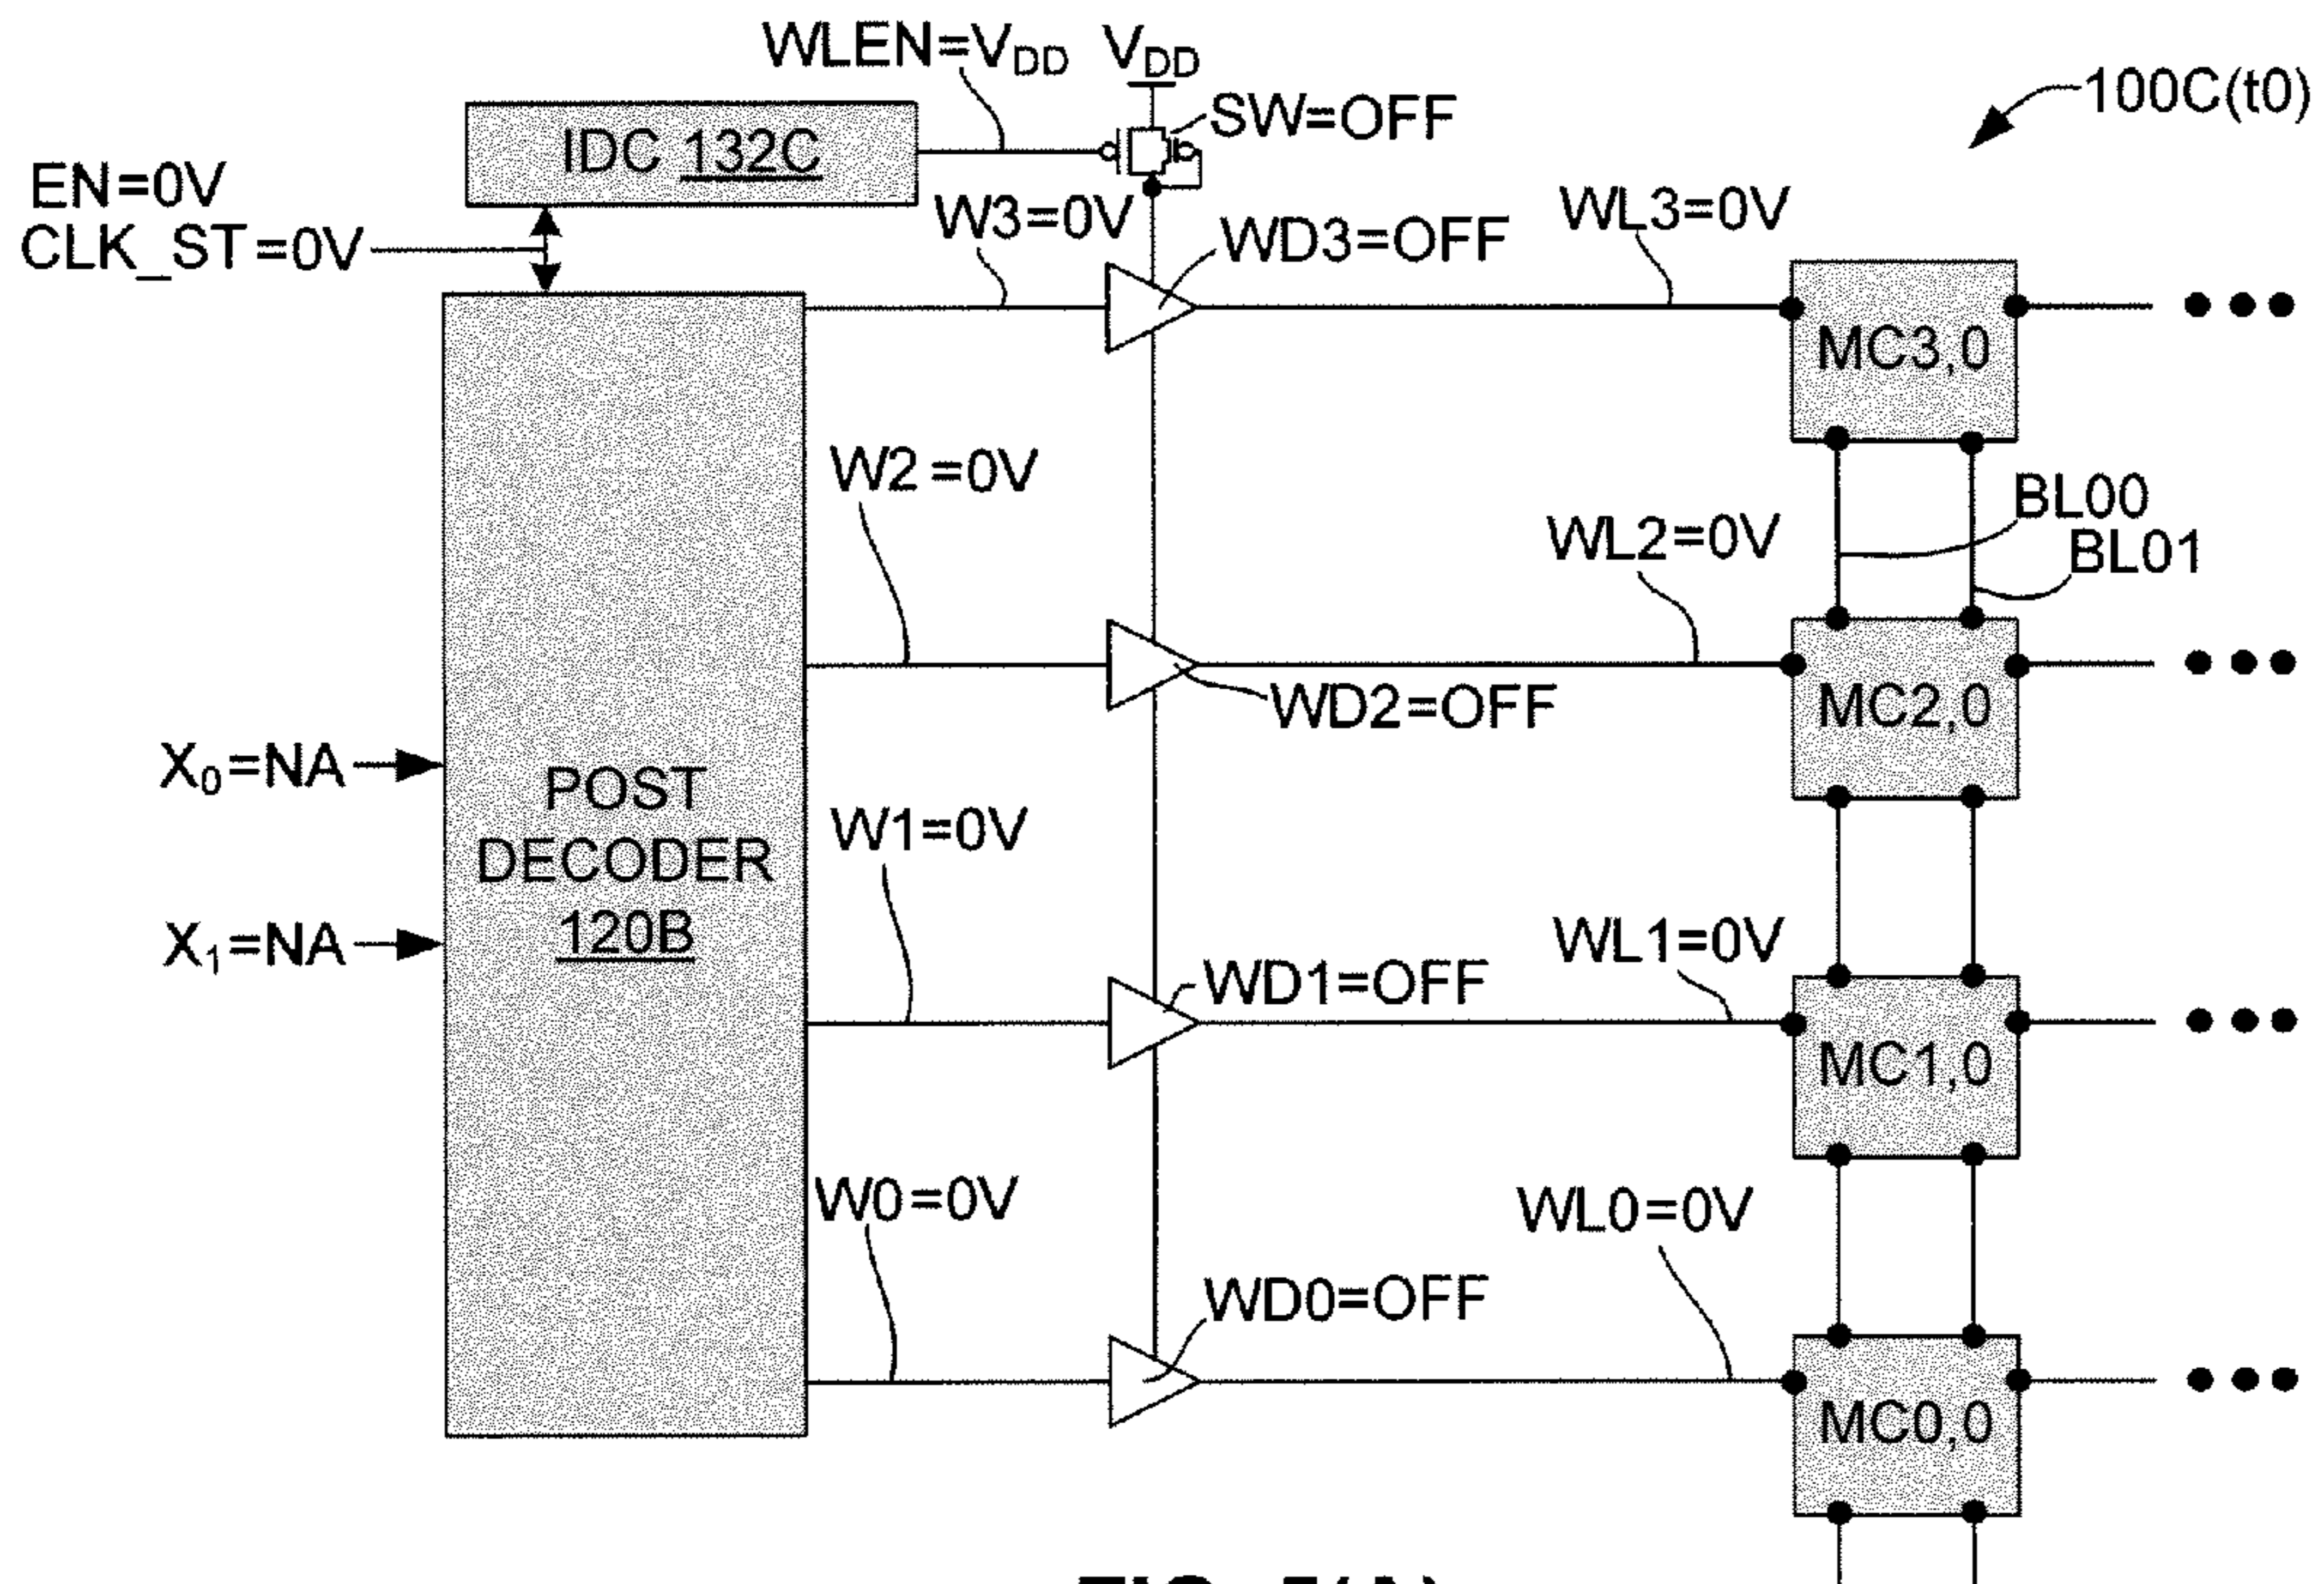 WLEN=VDD VDD
100C(t0)
SW=OFF
IDC 132C
EN=0V
CLK_ST=0V
W3=0V
WD3=OFF
WL3=0V
MC3,0
W2=0V
BL00
WL2=0V
BL01
WD2=OFF
MC2,0
X0=NA
POST
DECODER
120B
W1=0V
X1=NA
WD1=OFF
WL1=0V
MC1,0
W0=0V
WL0=0V
WD0=OFF
MC0,0